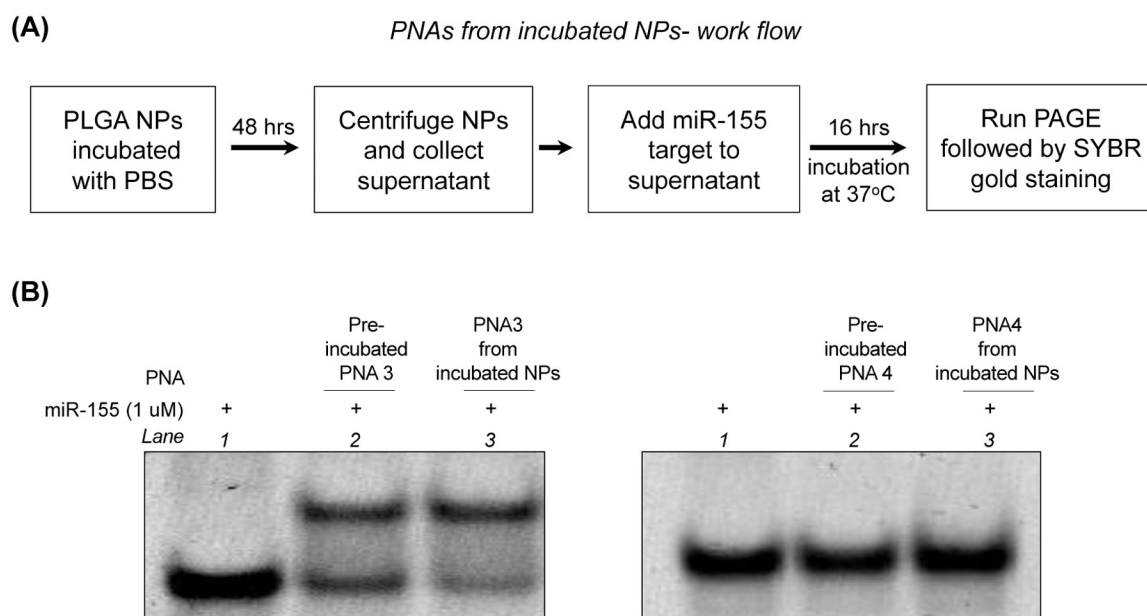 (A)
PNAs from incubated NPs- work flow
PLGA NPs
incubated
with PBS
48 hrs
Centrifuge NPs
and collect
supernatant
Add miR-155
target to
supernatant
16 hrs
incubation
at 37°C
Run PAGE
followed by SYBR
gold staining
(B)
Pre-
incubated
PNA 3
PNA3
from
incubated NPs
Pre-
incubated
PNA 4
PNA4
from
incubated NPs
PNA
miR-155 (1 uM) + + + + + +
Lane 1 2 3 1 2 3